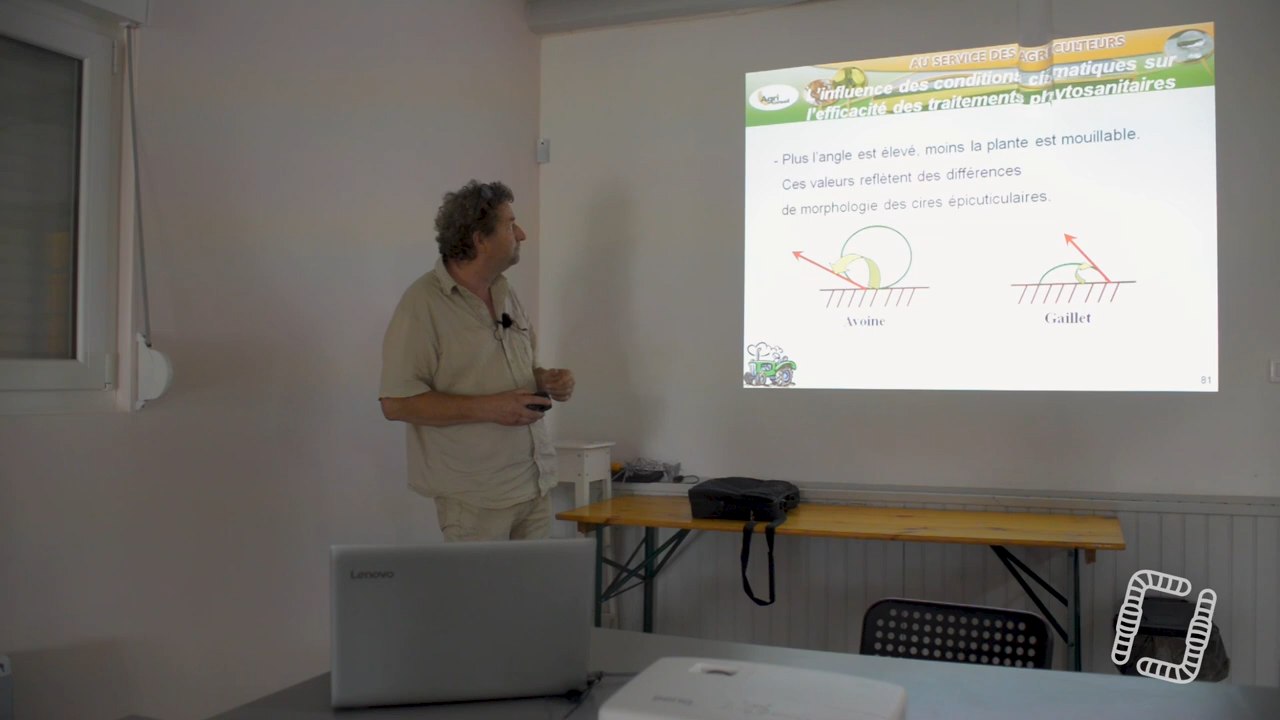 AU SERVICE DES AGRICULTEURS
Agri
L'influence des conditions climatiques sur
l'efficacité des traitements phytosanitaires
- Plus l'angle est élevé, moins la plante est mouillable.
Ces valeurs reflètent des différences
de morphologie des cires épicuticulaires.
Avoine
Gaillet
81
Lenovo